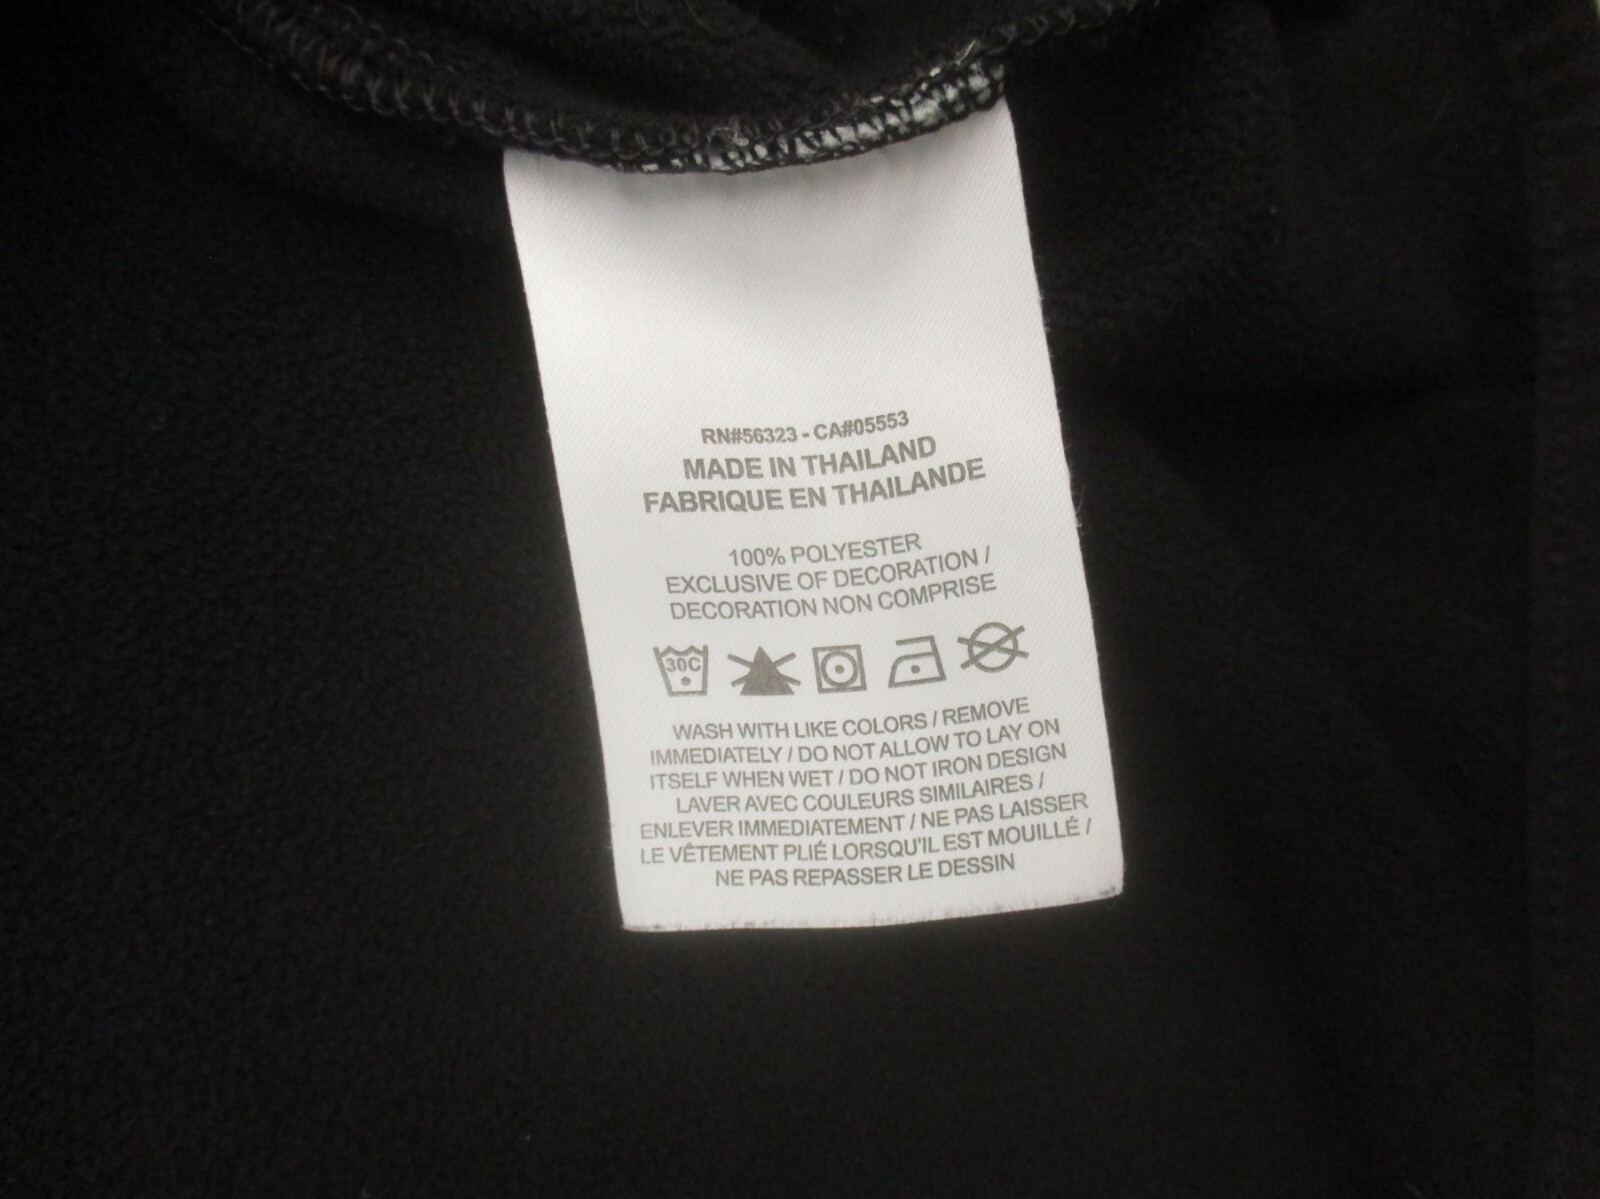 RN#56323 - CA#05553
MADE IN THAILAND
FABRIQUE EN THAILANDE
100% POLYESTER
EXCLUSIVE OF DECORATION /
DECORATION NON COMPRISE
30C
WASH WITH LIKE COLORS / REMOVE
IMMEDIATELY / DO NOT ALLOW TO LAY ON
ITSELF WHEN WET / DO NOT IRON DESIGN
LAVER AVEC COULEURS SIMILAIRES /
ENLEVER IMMEDIATEMENT / NE PAS LAISSER
LE VÊTEMENT PLIÉ LORSQU'IL EST MOUILLÉ /
NE PAS REPASSER LE DESSIN